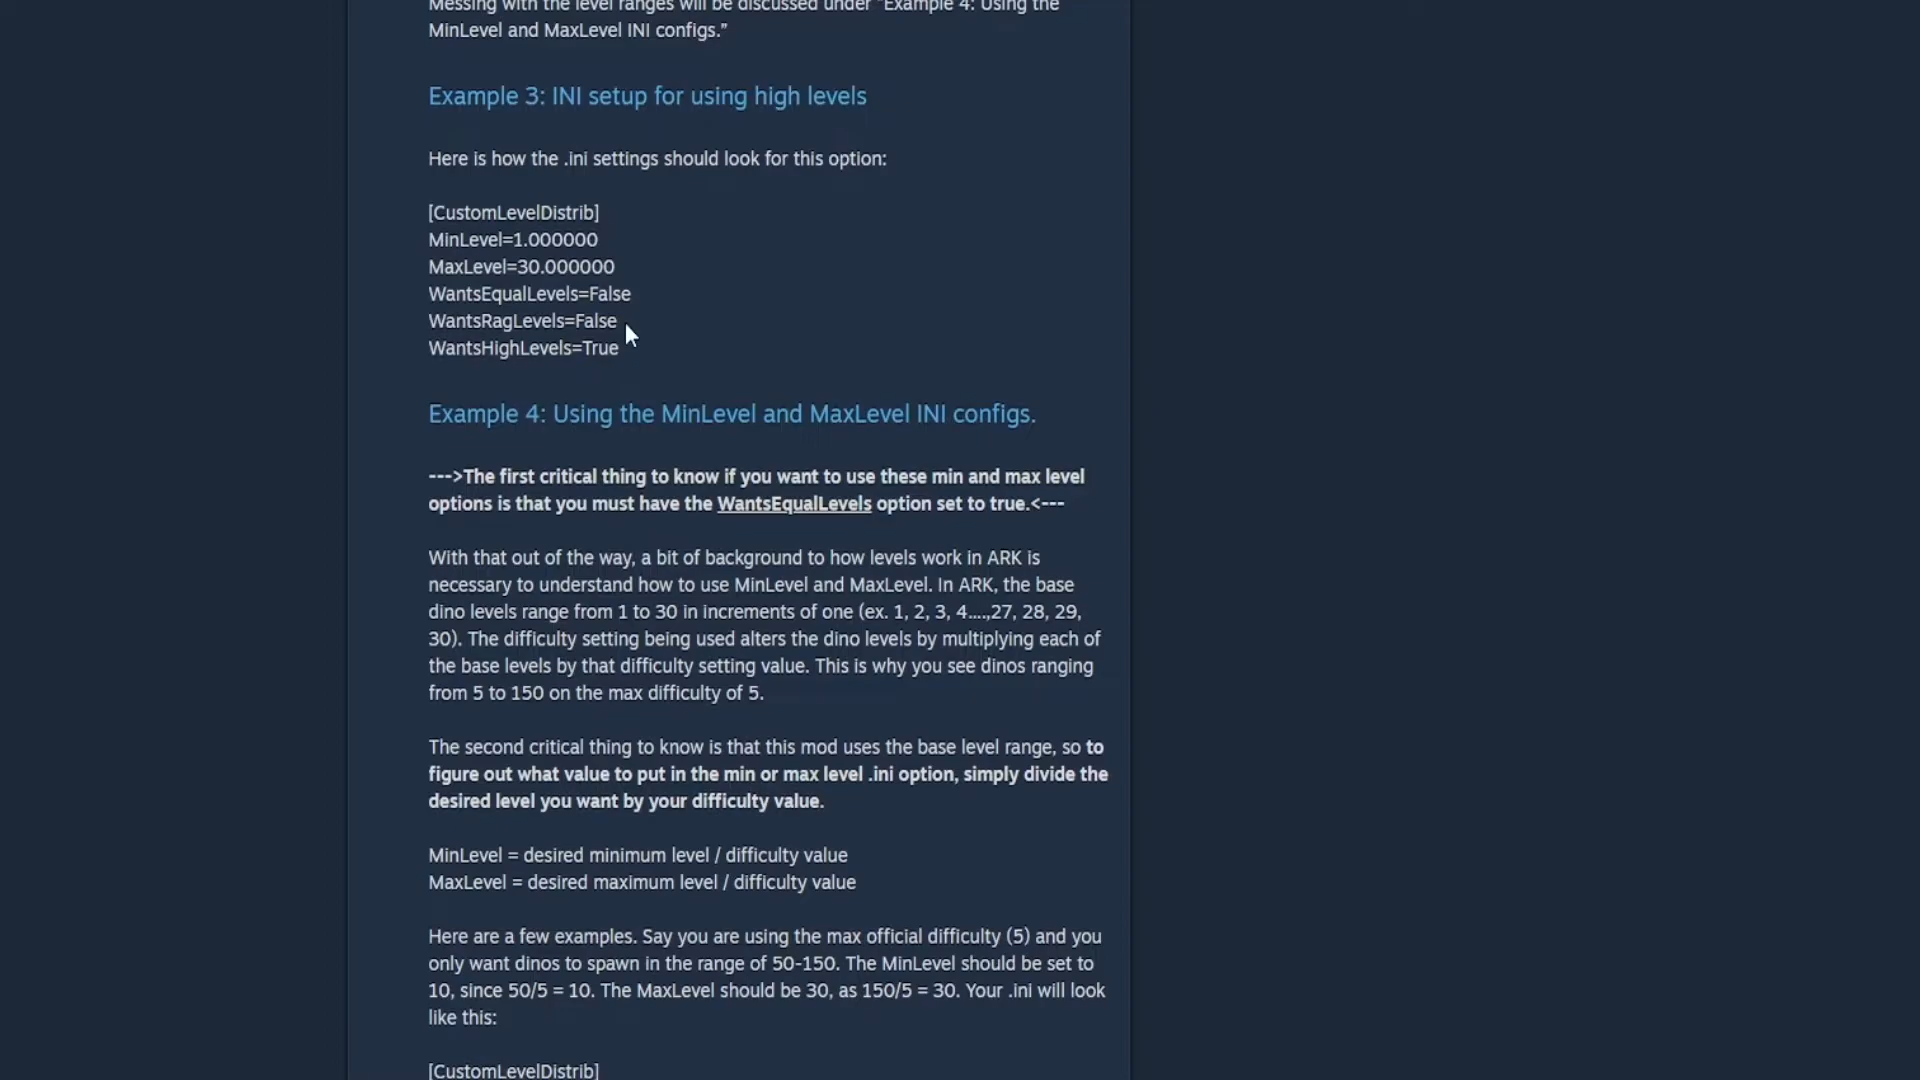 Messing with the level ranges will be discussed under "Example 4: Using the
MinLevel and MaxLevel INI configs."
Example 3: INI setup for using high levels
Here is how the .ini settings should look for this option:
[CustomLevelDistrib]
MinLevel=1.000000
MaxLevel=30.000000
WantsEqualLevels=False
WantsRagLevels=False
WantsHighLevels=True
Example 4: Using the MinLevel and MaxLevel INI configs.
--->The first critical thing to know if you want to use these min and max level
options is that you must have the WantsEqualLevels option set to true.<---
With that out of the way, a bit of background to how levels work in ARK is
necessary to understand how to use MinLevel and MaxLevel. In ARK, the base
dino levels range from 1 to 30 in increments of one (ex. 1, 2, 3, 4....,27, 28, 29,
30). The difficulty setting being used alters the dino levels by multiplying each of
the base levels by that difficulty setting value. This is why you see dinos ranging
from 5 to 150 on the max difficulty of 5.
The second critical thing to know is that this mod uses the base level range, so to
figure out what value to put in the min or max level .ini option, simply divide the
desired level you want by your difficulty value.
MinLevel = desired minimum level / difficulty value
MaxLevel = desired maximum level / difficulty value
Here are a few examples. Say you are using the max official difficulty (5) and you
only want dinos to spawn in the range of 50-150. The MinLevel should be set to
10, since 50/5 = 10. The MaxLevel should be 30, as 150/5 = 30. Your .ini will look
like this:
[CustomLevelDistrib]